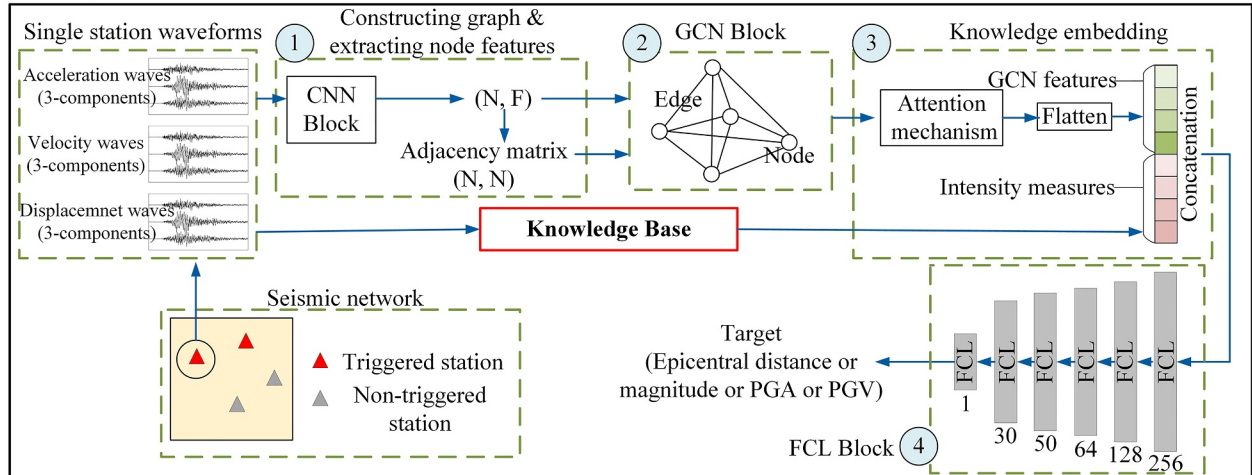 Single station waveforms
Acceleration waves
(3-components)
Velocity waves
(3-components)
Displacemnet waves
(3-components)
1
Constructing graph &
extracting node features
CNN
Block
(N, F)
Adjacency matrix
(N, N)
2
GCN Block
Edge
Node
3
Knowledge embedding
GCN features
Attention
mechanism
Flatten
Intensity measures
Concatenation
Knowledge Base
Seismic network
Triggered station
Non-triggered
station
Target
(Epicentral distance or
magnitude or PGA or PGV)
FCL
FCL
FCL
FCL
FCL
FCL
1
30
50
64
128
256
FCL Block
4